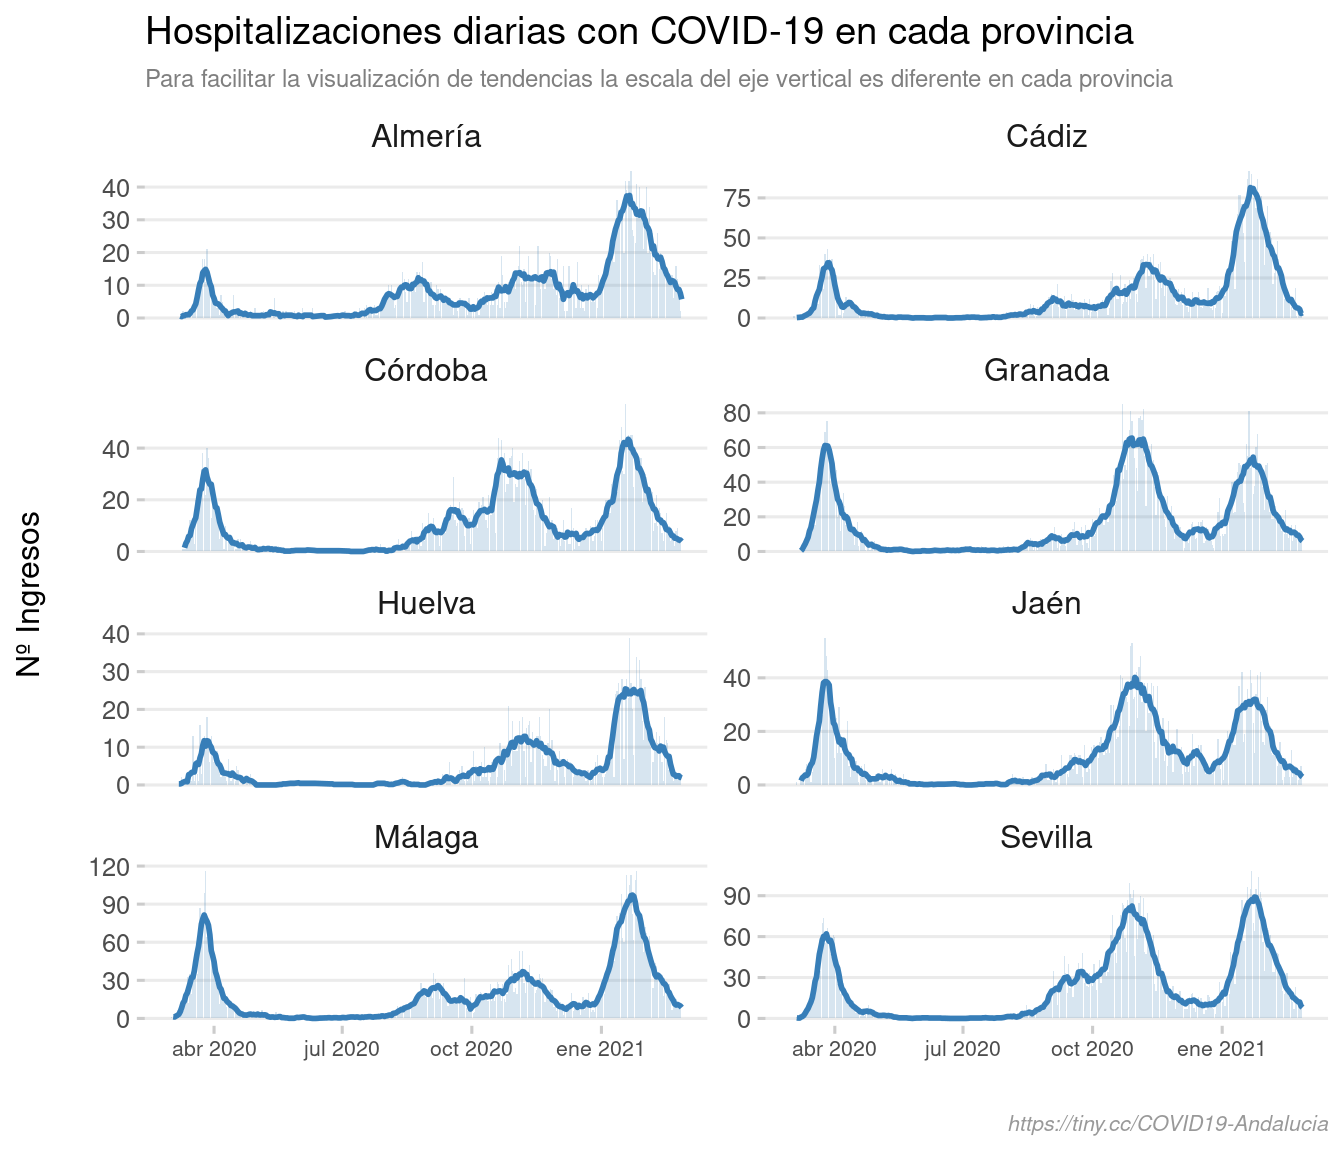 Hospitalizaciones diarias con COVID-19 en cada provincia
Para facilitar la visualización de tendencias la escala del eje vertical es diferente en cada provincia
Nº Ingresos
Almería
40
30
20
10
0
Cádiz
75
50
25
0
Córdoba
40
20
0
Granada
80
60
40
20
0
Huelva
40
30
20
10
0
Jaén
40
20
0
Málaga
120
90
60
30
0
Sevilla
90
60
30
0
abr 2020 jul 2020 oct 2020 ene 2021
abr 2020 jul 2020 oct 2020 ene 2021
https://tiny.cc/COVID19-Andalucia